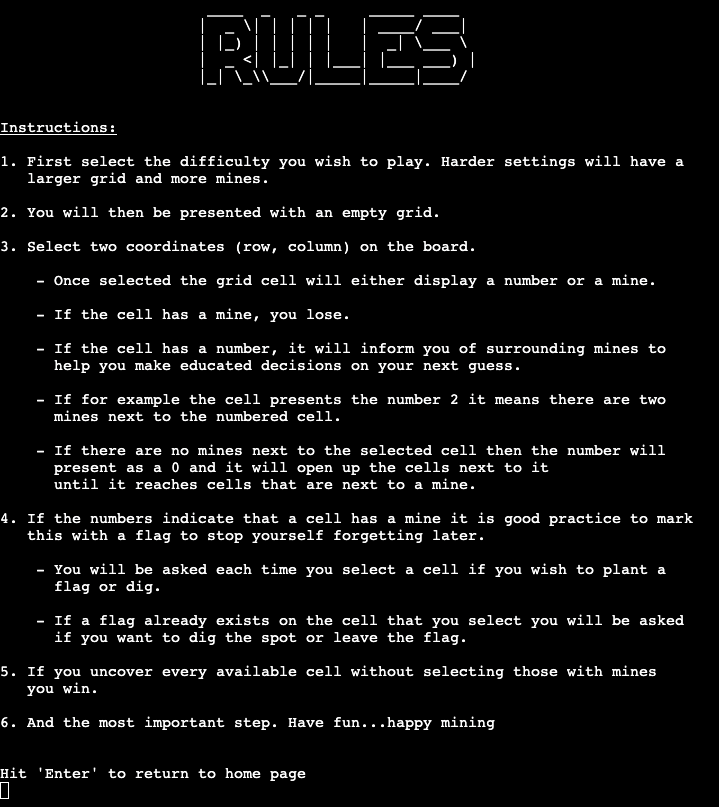 RULES
Instructions:
1. First select the difficulty you wish to play. Harder settings will have a
larger grid and more mines.
2. You will then be presented with an empty grid.
3. Select two coordinates (row, column) on the board.
- Once selected the grid cell will either display a number or a mine.
- If the cell has a mine, you lose.
- If the cell has a number, it will inform you of surrounding mines to
help you make educated decisions on your next guess.
- If for example the cell presents the number 2 it means there are two
mines next to the numbered cell.
- If there are no mines next to the selected cell then the number will
present as a 0 and it will open up the cells next to it
until it reaches cells that are next to a mine.
4. If the numbers indicate that a cell has a mine it is good practice to mark
this with a flag to stop yourself forgetting later.
- You will be asked each time you select a cell if you wish to plant a
flag or dig.
- If a flag already exists on the cell that you select you will be asked
if you want to dig the spot or leave the flag.
5. If you uncover every available cell without selecting those with mines
you win.
6. And the most important step. Have fun...happy mining
Hit 'Enter' to return to home page